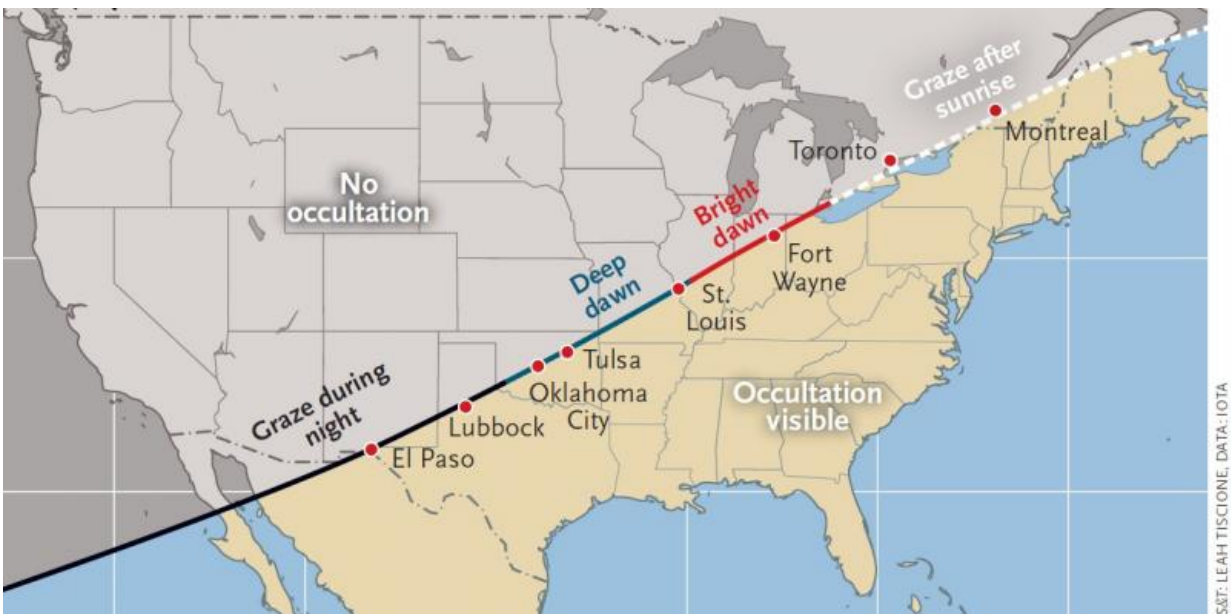 No
occultation
Graze after
sunrise
Montreal
Toronto
Bright
dawn
Fort
Wayne
Deep
dawn
St.
Louis
Tulsa
Oklahoma
City
Graze during
night
Lubbock
El Paso
Occultation
visible
S&T: LEAH TISCIONE, DATA: IOTA